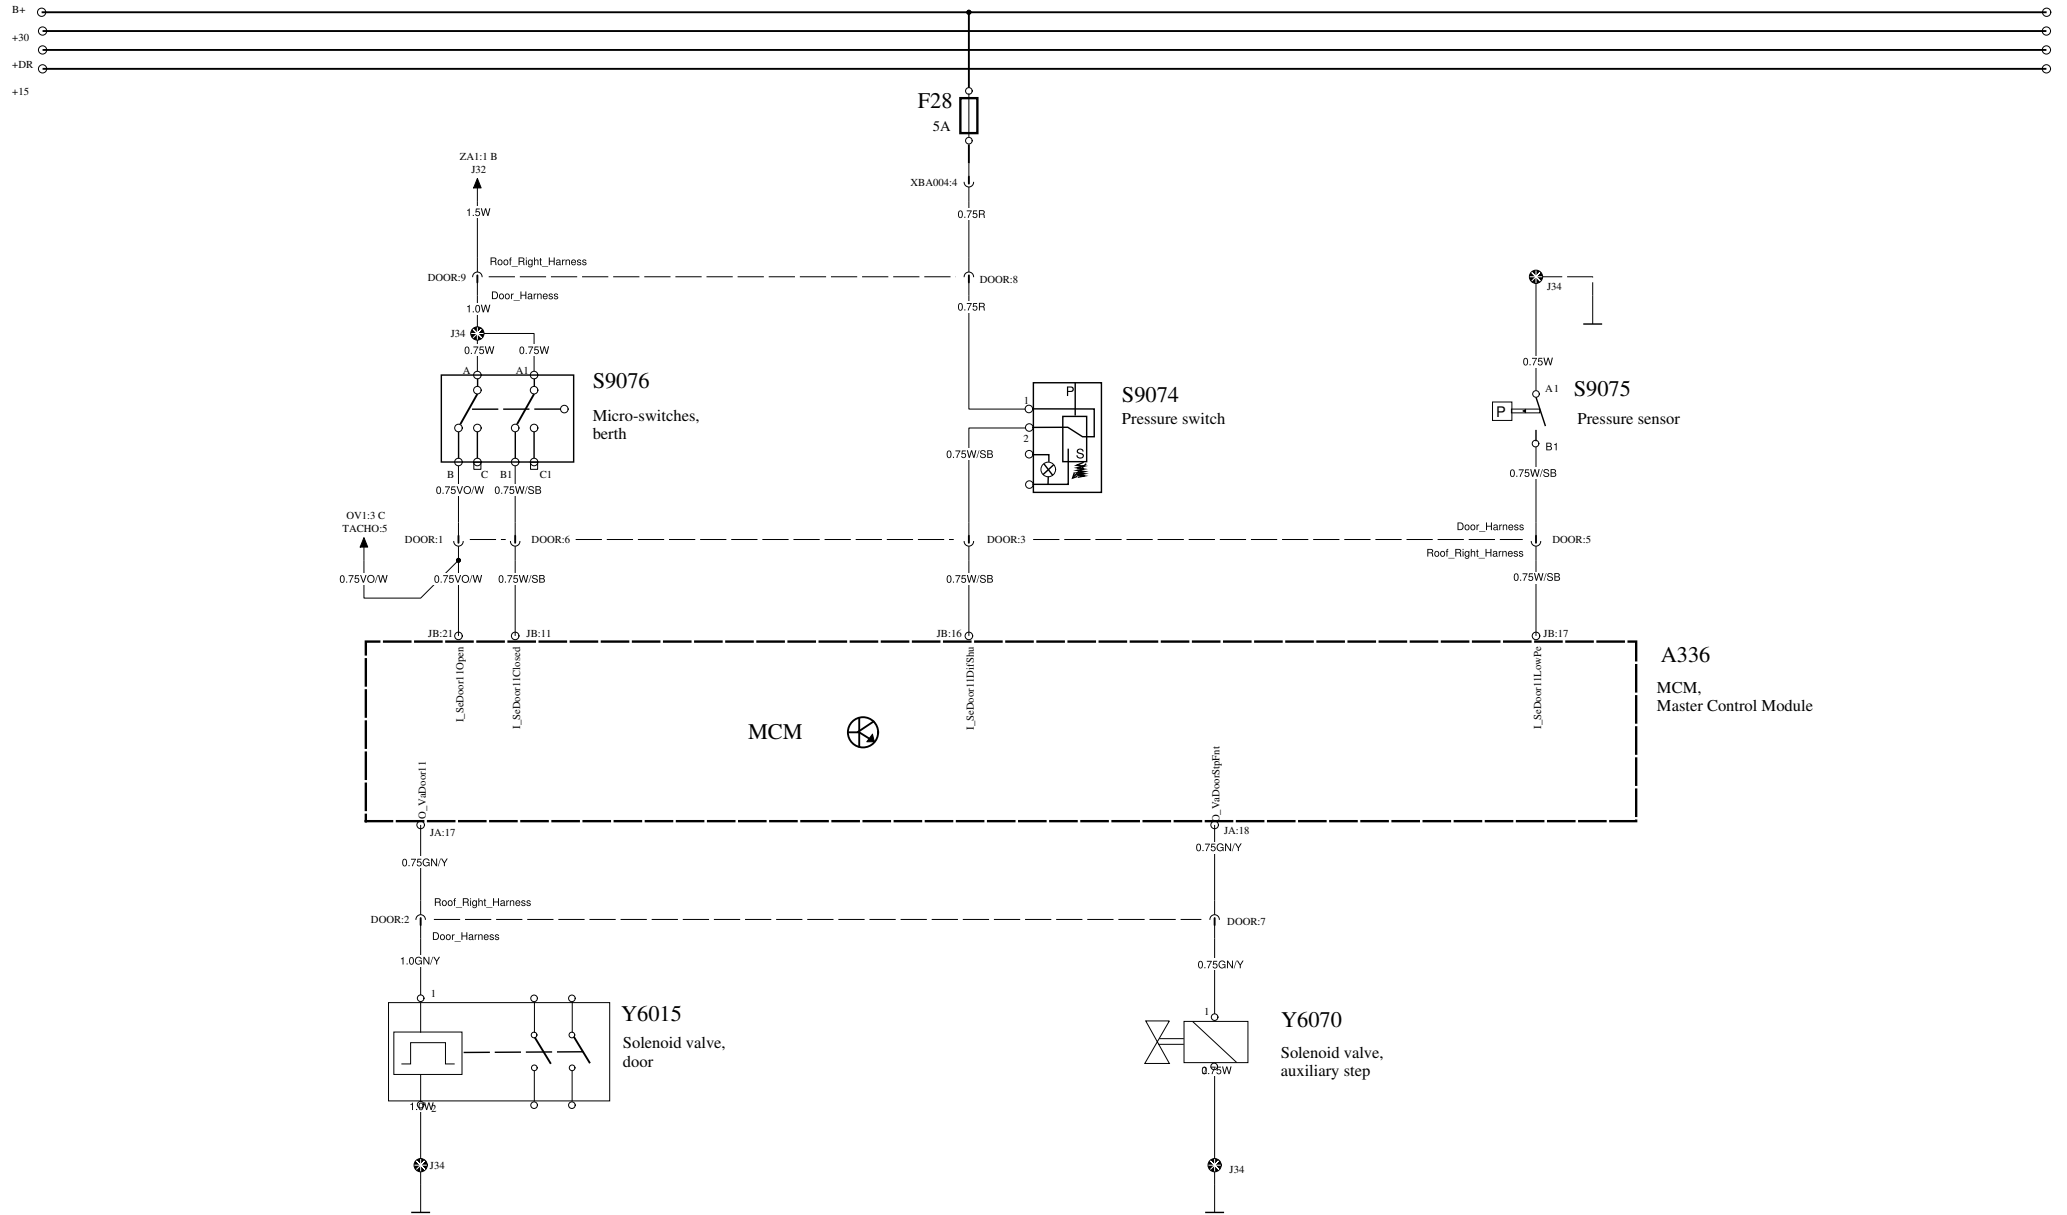 B+
+30
+DR
+15
F28
5A
ZA1:1 B
J32
XBA004:4
1.5W
0.75R
Roof_Right_Harness
DOOR:9
DOOR:8
Door_Harness
1.0W
0.75R
J34
J34
0.75W
0.75W
0.75W
A
A1
S9076
Micro-switches,
berth
P
1
2
S
S9074
Pressure switch
A1
S9075
P
Pressure sensor
B1
B
C
B1
C1
0.75VO/W
0.75W/SB
0.75W/SB
0.75W/SB
OV1:3 C
TACHO:5
DOOR:1
DOOR:6
DOOR:3
Door_Harness
Roof_Right_Harness
DOOR:5
0.75VO/W
0.75VO/W
0.75W/SB
0.75W/SB
0.75W/SB
JB:21
JB:11
JB:16
JB:17
I_SeDoor11Open
I_SeDoor11Closed
I_SeDoor11DifShu
I_SeDoor11LowPe
A336
MCM,
Master Control Module
MCM
O_VaDoor11
O_VaDoorStpFnt
JA:17
JA:18
0.75GN/Y
0.75GN/Y
Roof_Right_Harness
DOOR:2
DOOR:7
Door_Harness
1.0GN/Y
0.75GN/Y
1
Y6015
Solenoid valve,
door
1
Y6070
Solenoid valve,
auxiliary step
0.75W
1.0W
2
J34
J34